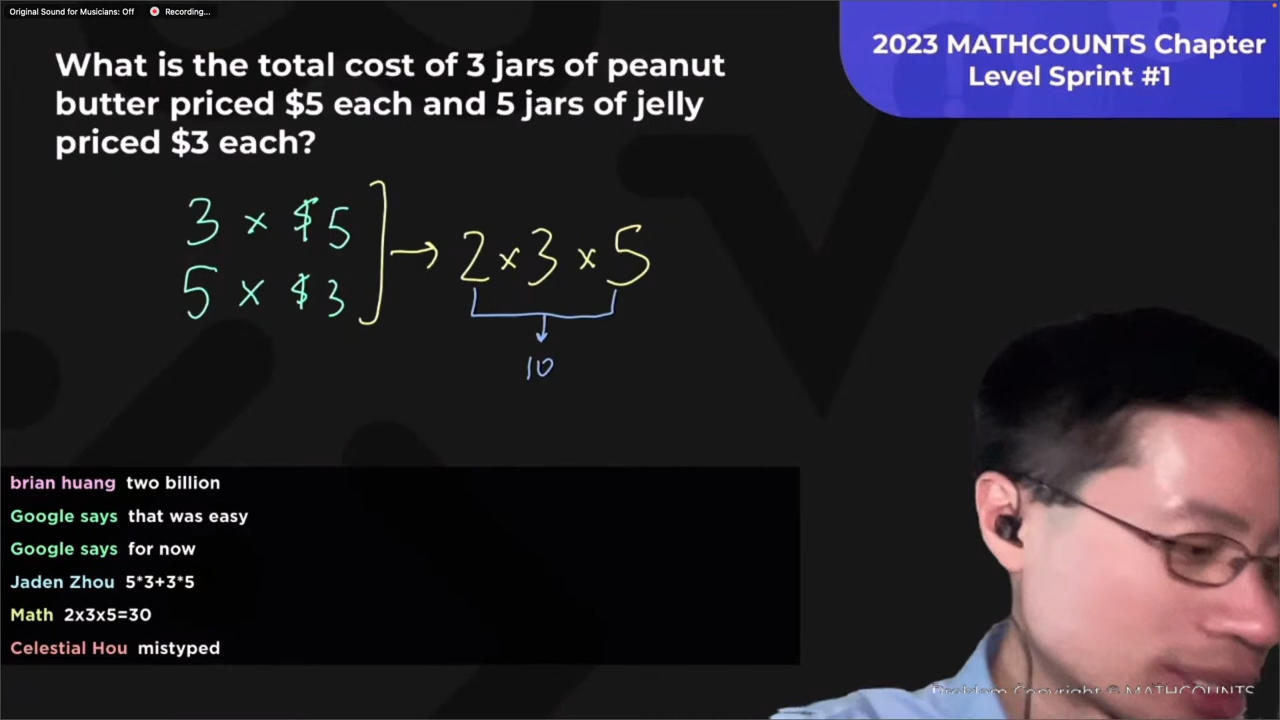 Original Sound for Musicians: Off
Recording...
2023 MATHCOUNTS Chapter
Level Sprint #1
What is the total cost of 3 jars of peanut
butter priced $5 each and 5 jars of jelly
priced $3 each?
3 × $5
5 × $3
2×3×5
10
brian huang two billion
Google says that was easy
Google says for now
Jaden Zhou 5*3+3*5
Math 2x3x5=30
Celestial Hou mistyped
Problem Copyright © MATHCOUNTS